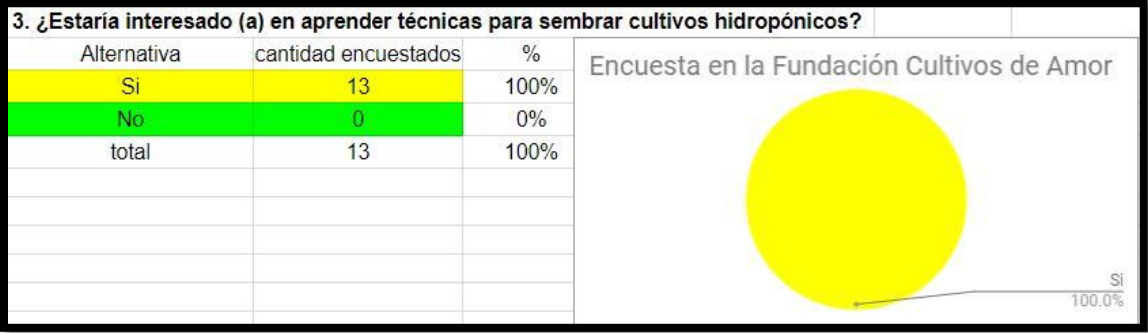 3. ¿Estaría interesado (a) en aprender técnicas para sembrar cultivos hidropónicos?
Alternativa cantidad encuestados %
Si 13 100%
No 0 0%
total 13 100%
Encuesta en la Fundación Cultivos de Amor
Si
100.0%